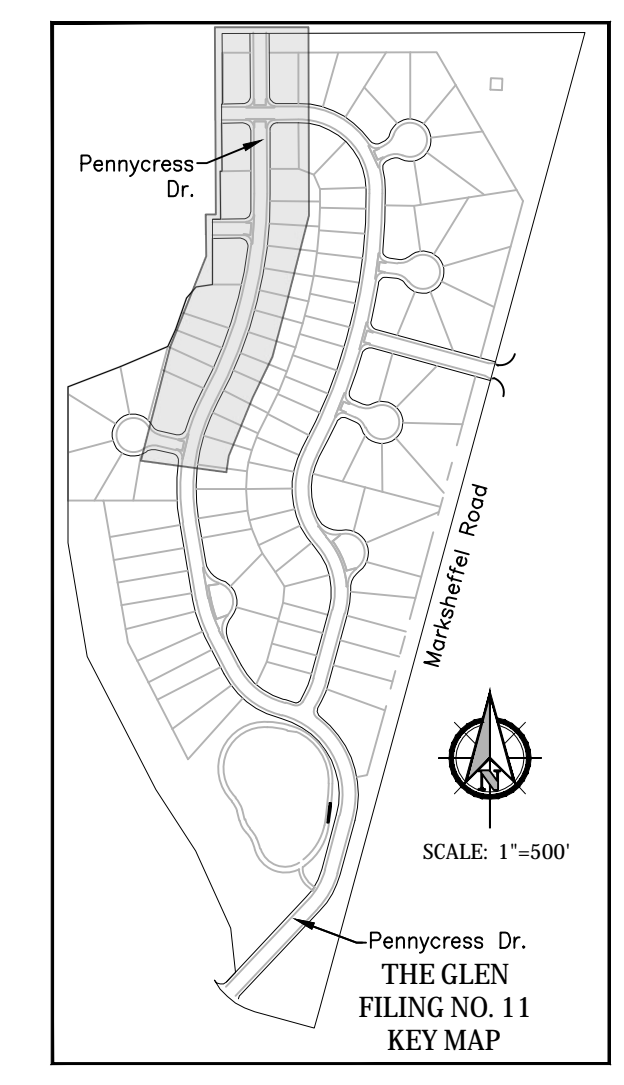 Pennycress
Dr.
Marksheffel Road
N
SCALE: 1"=500'
Pennycress Dr.
THE GLEN
FILING NO. 11
KEY MAP